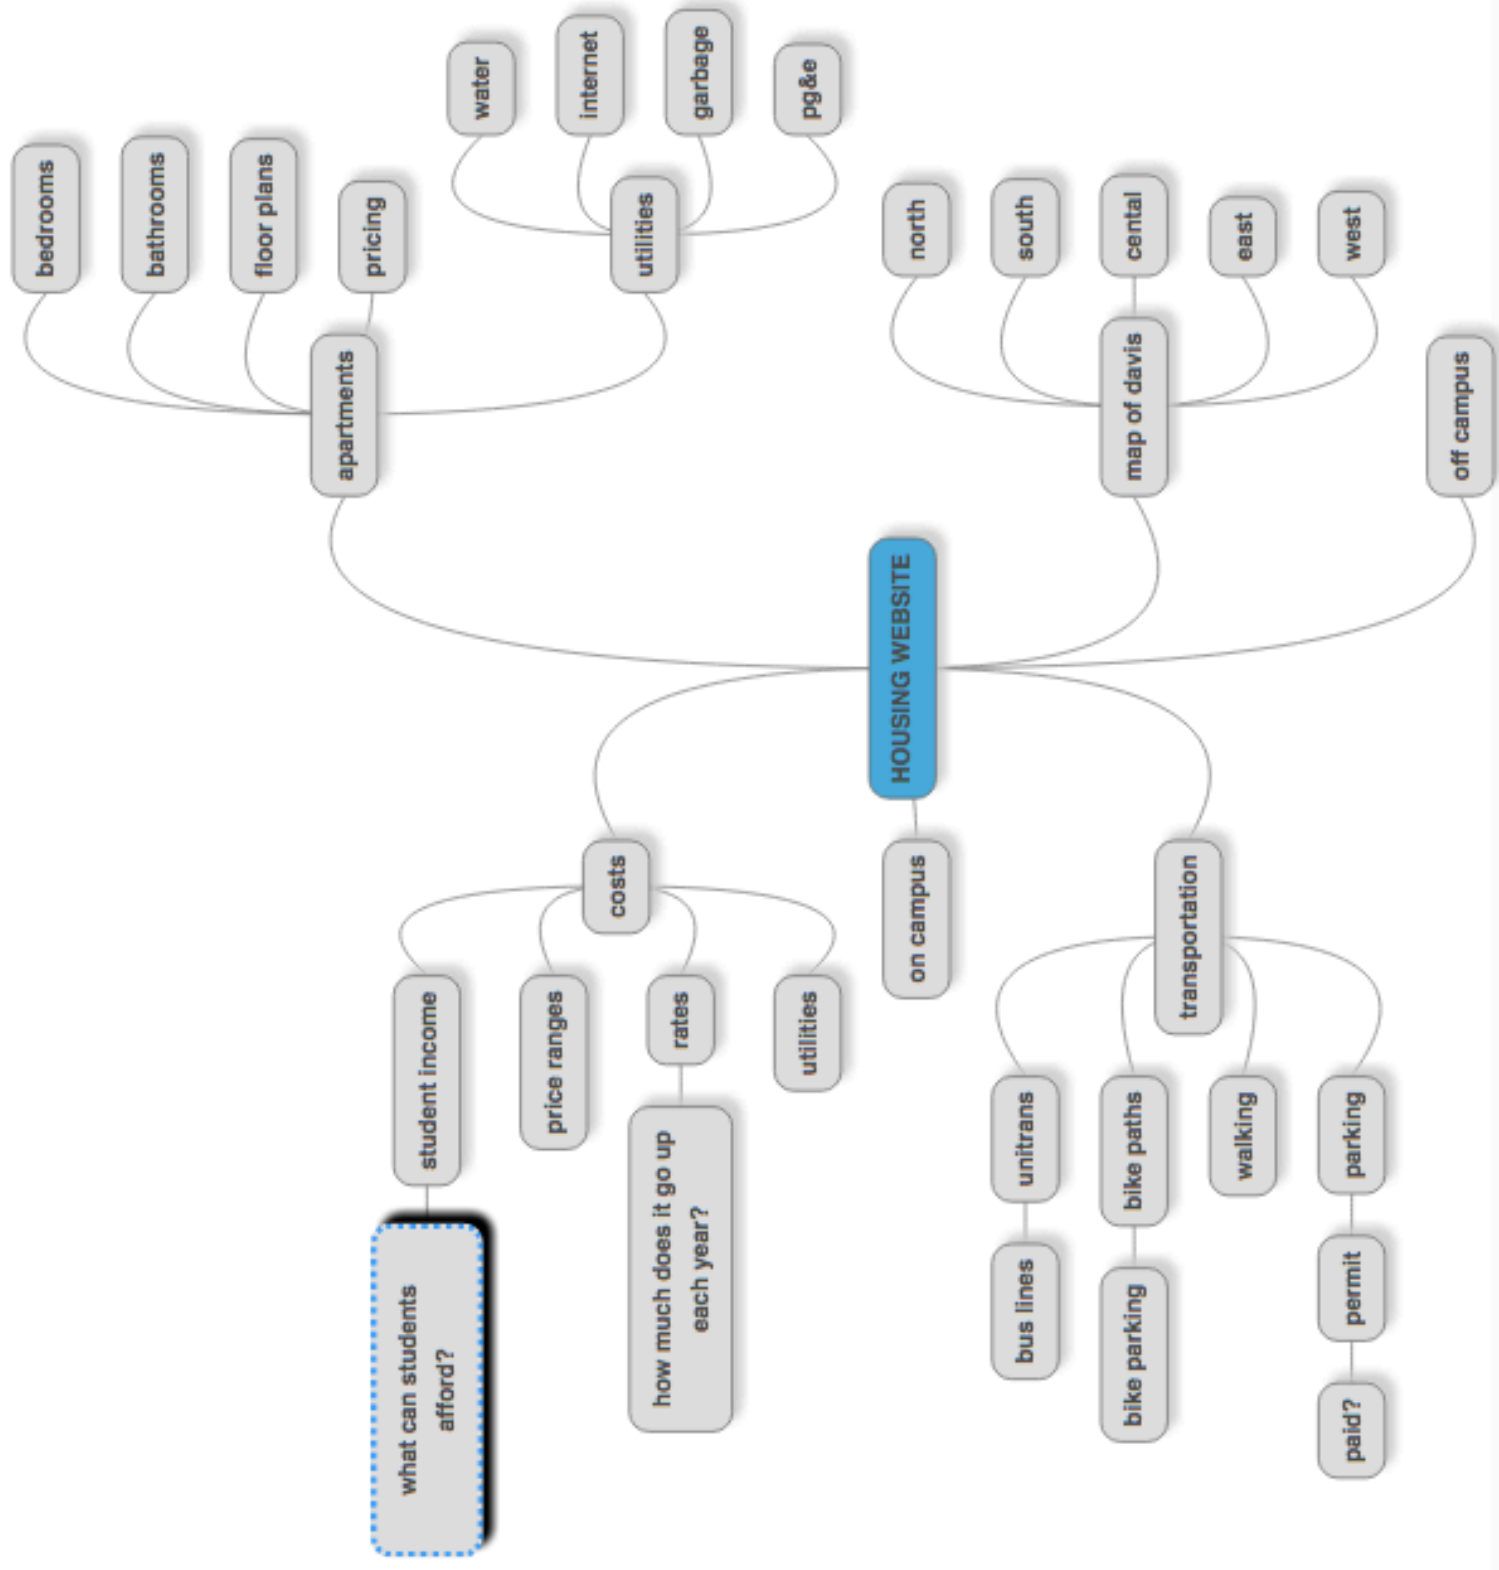 HOUSING WEBSITE
costs
student income
what can students
afford?
price ranges
rates
how much does it go up
each year?
utilities
on campus
transportation
unitrans
bus lines
bike paths
bike parking
walking
parking
permit
paid?
apartments
bedrooms
bathrooms
floor plans
pricing
utilities
water
internet
garbage
pg&e
map of davis
north
south
cental
east
west
off campus